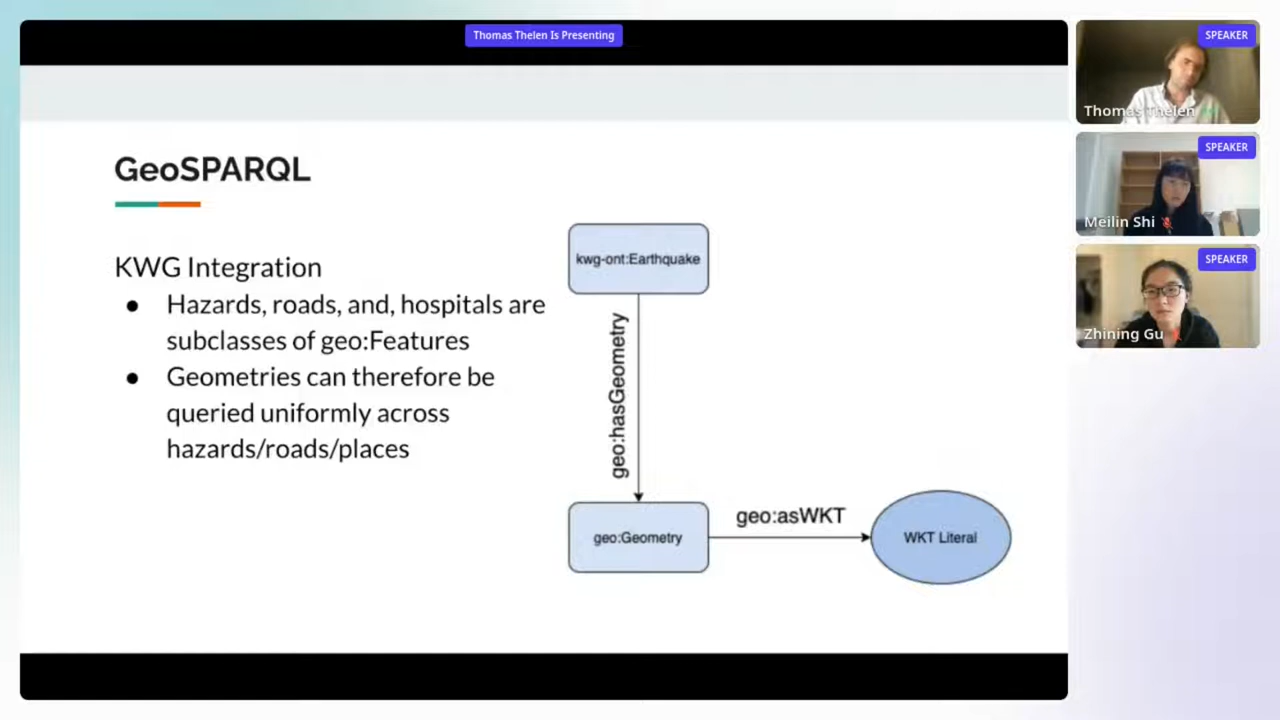 Thomas Thelen Is Presenting
GeoSPARQL
KWG Integration
● Hazards, roads, and, hospitals are
subclasses of geo:Features
● Geometries can therefore be
queried uniformly across
hazards/roads/places
kwg-ont:Earthquake
geo:hasGeometry
geo:Geometry
geo:asWKT
WKT Literal
SPEAKER
Thomas Thelen
SPEAKER
Meilin Shi
SPEAKER
Zhining Gu